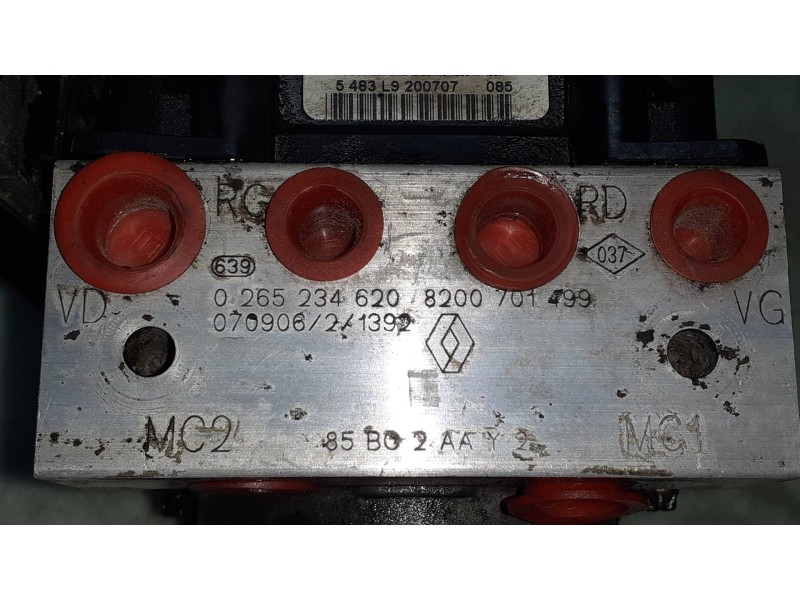 5 483 L9 200707 085
RG RD
639 037
VD 0 265 234 620 8200 701 499 VG
070906/2/1392
MC2 85 BO 2 AA Y 2 MC1